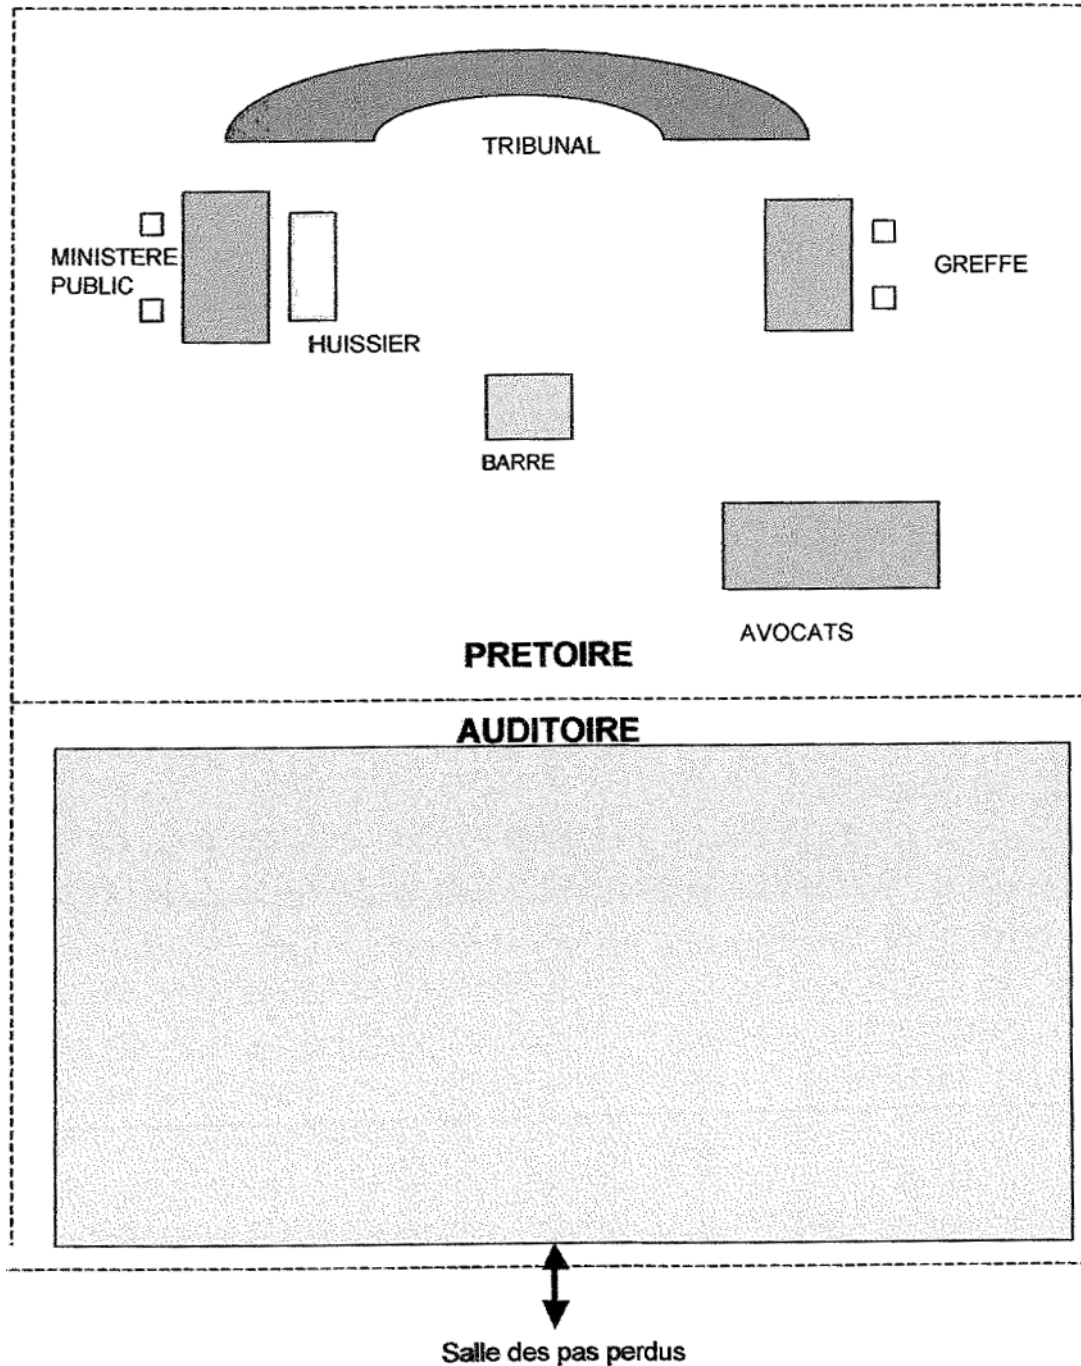 TRIBUNAL
MINISTERE
PUBLIC
GREFFE
HUISSIER
BARRE
AVOCATS
PRETOIRE
AUDITOIRE
Salle des pas perdus